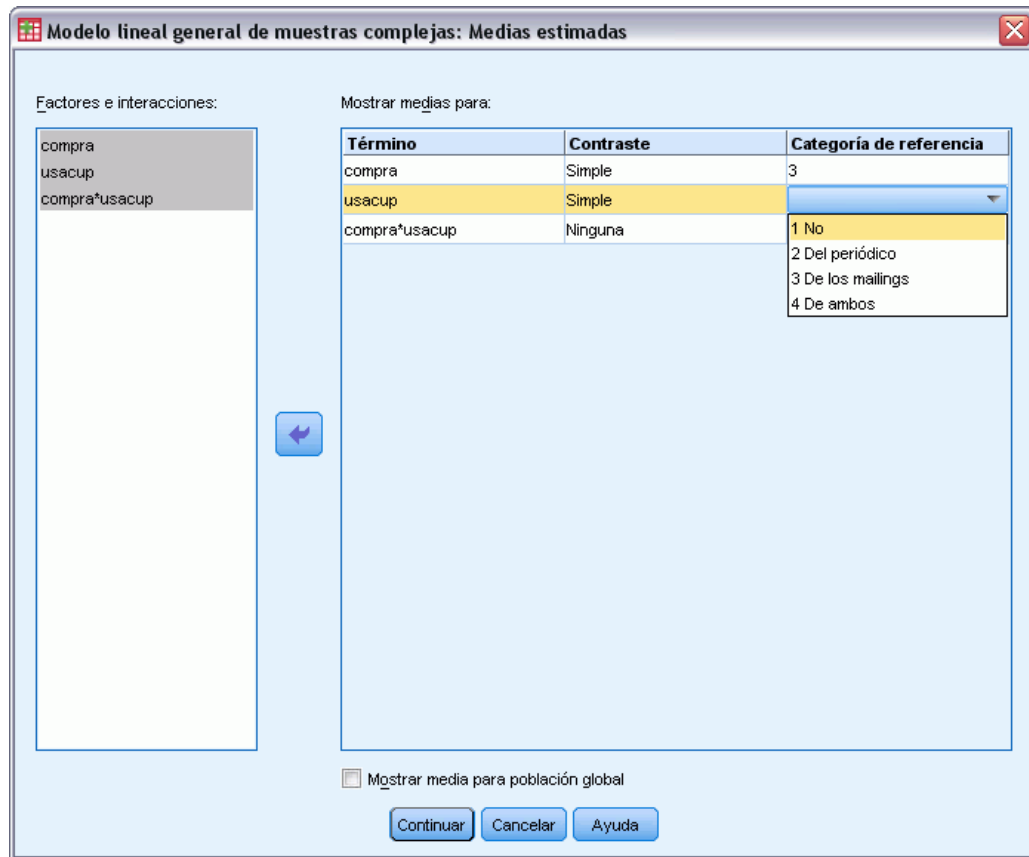 Modelo lineal general de muestras complejas: Medias estimadas
Factores e interacciones:
compra
usacup
compra*usacup
Mostrar medias para:
Término Contraste Categoría de referencia
compra Simple 3
usacup Simple
compra*usacup Ninguna
1 No
2 Del periódico
3 De los mailings
4 De ambos
Mostrar media para población global
Continuar Cancelar Ayuda